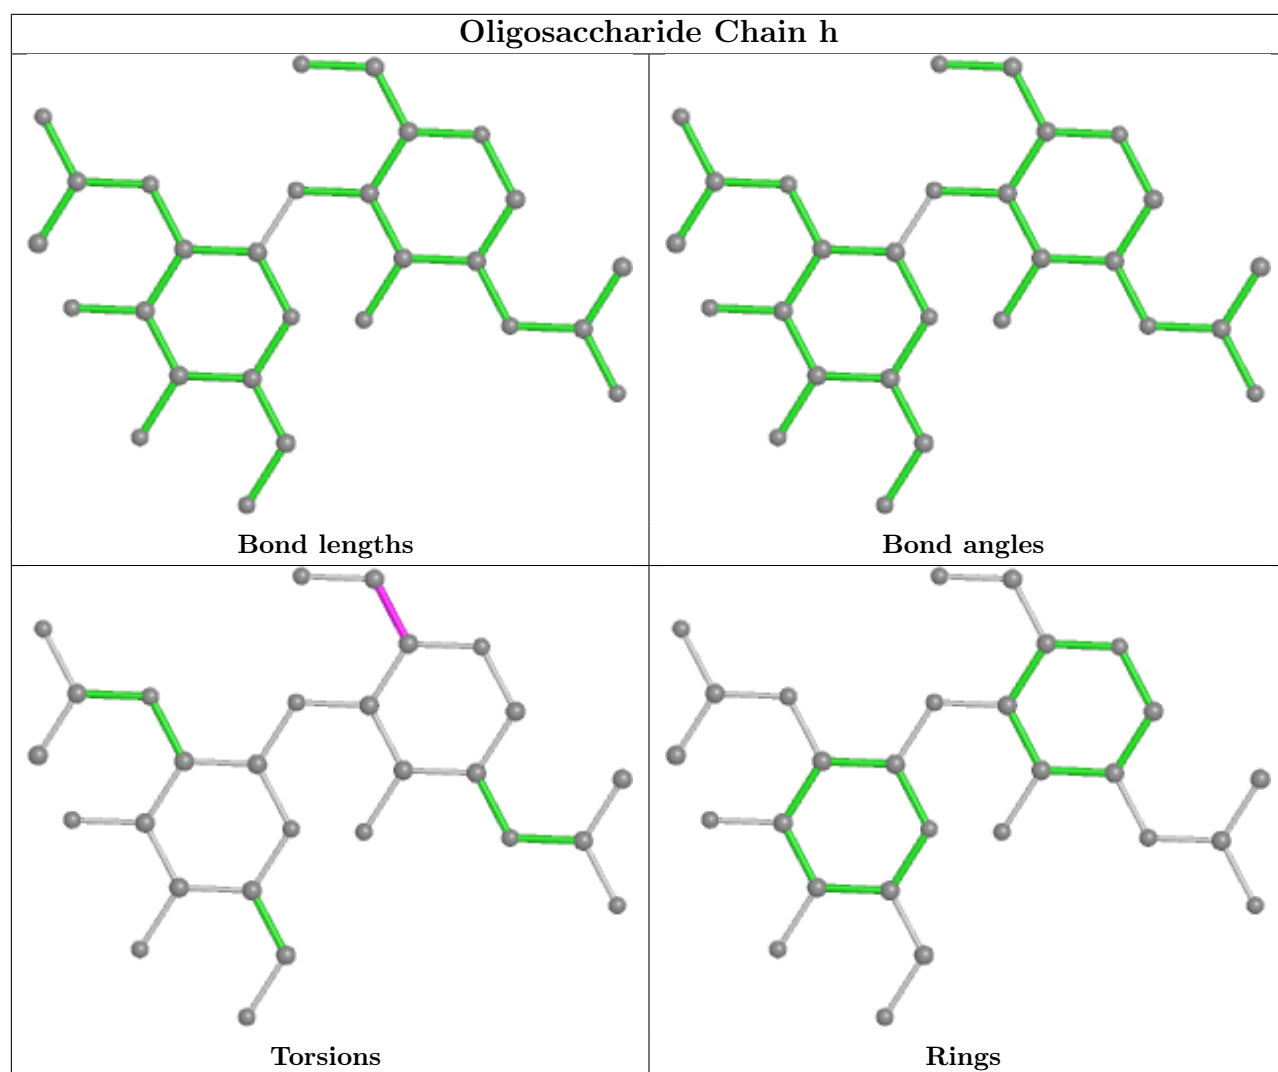 Oligosaccharide Chain h
Bond lengths
Bond angles
Torsions
Rings